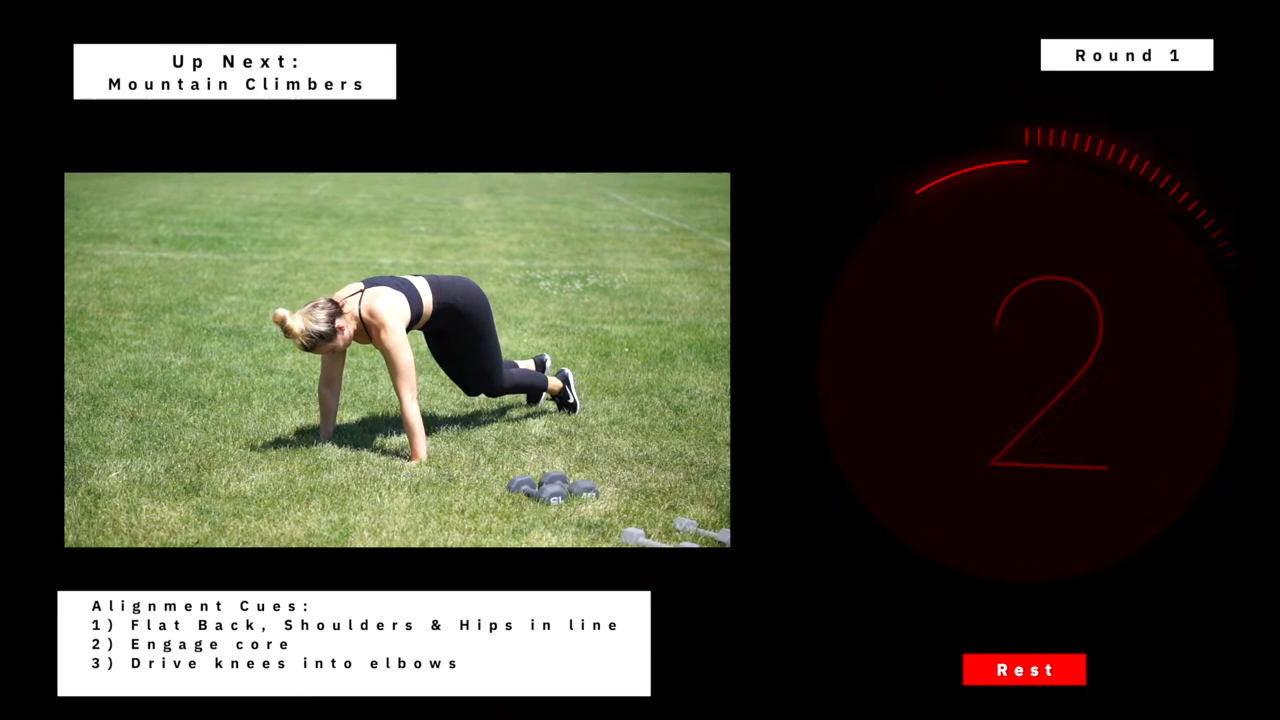 Up Next:
Mountain Climbers
Round 1
2
Alignment Cues:
1) Flat Back, Shoulders & Hips in line
2) Engage core
3) Drive knees into elbows
Rest
15